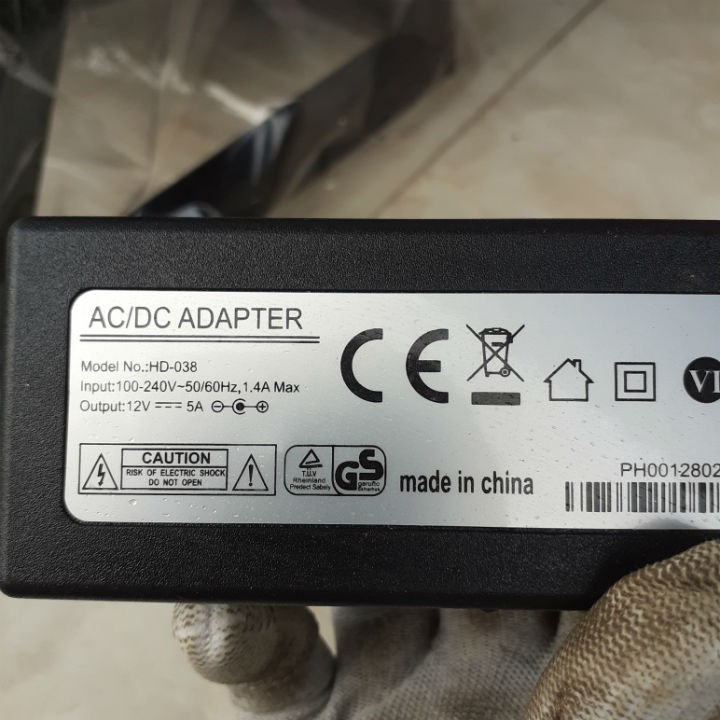 AC/DC ADAPTER
Model No.:HD-038
Input:100-240V~50/60Hz, 1.4A Max
Output:12V ⎓ 5A
CAUTION
RISK OF ELECTRIC SHOCK
DO NOT OPEN
T.U.V
Rheinland
Product Safety
GS
CE
made in china
VI
PH0012802